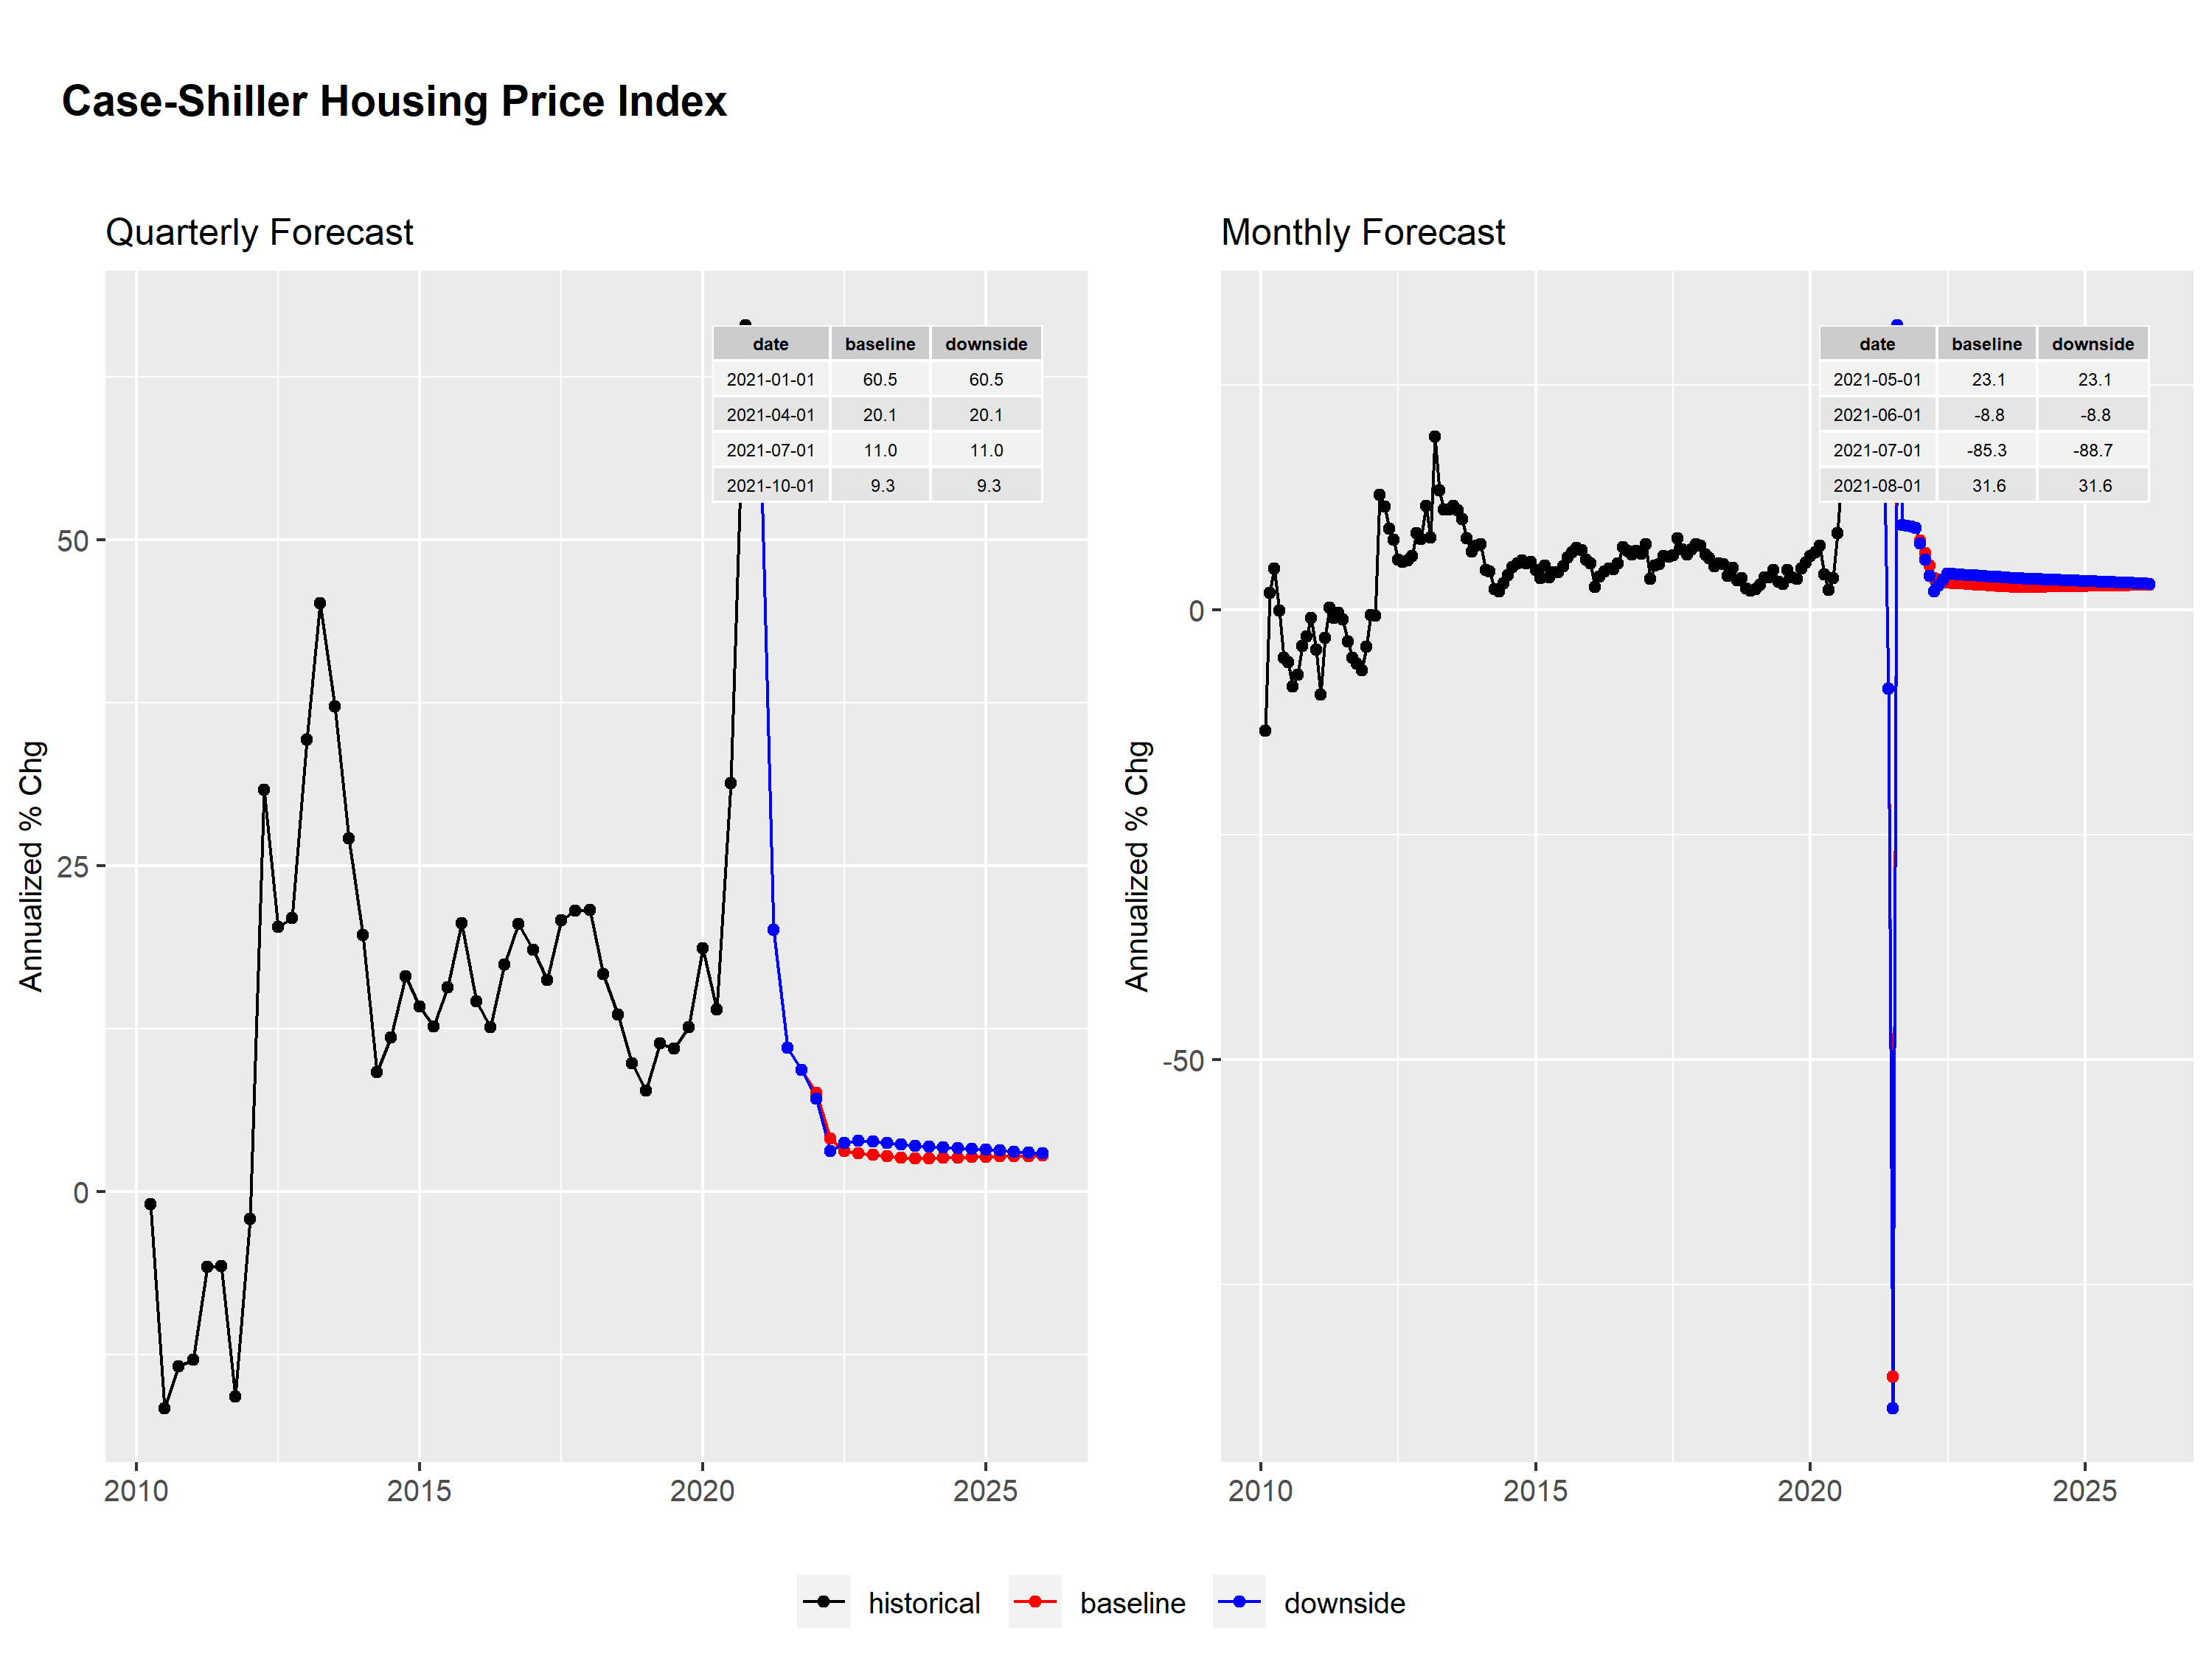 Case-Shiller Housing Price Index
Quarterly Forecast
Annualized % Chg
50
25
0
2010 2015 2020 2025
date baseline downside
2021-01-01 60.5 60.5
2021-04-01 20.1 20.1
2021-07-01 11.0 11.0
2021-10-01 9.3 9.3
Monthly Forecast
Annualized % Chg
0
-50
2010 2015 2020 2025
date baseline downside
2021-05-01 23.1 23.1
2021-06-01 -8.8 -8.8
2021-07-01 -85.3 -88.7
2021-08-01 31.6 31.6
historical baseline downside